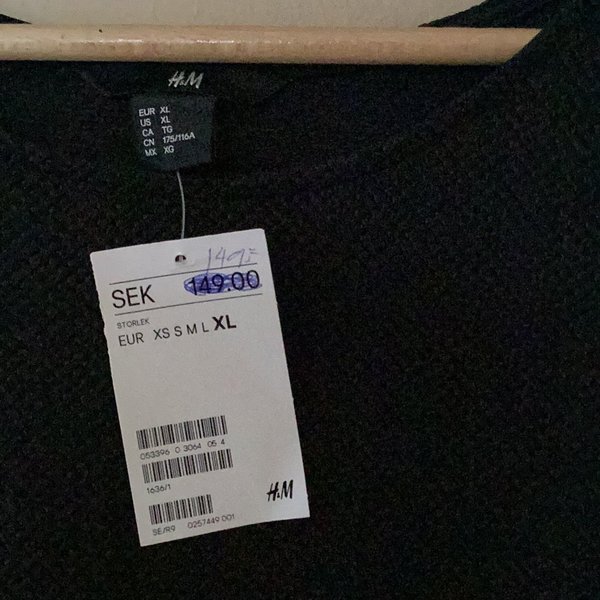 H&M
EUR XL
US XL
CA TG
CN 175/116A
MX XG
149:-
SEK 149.00
STORLEK
EUR XS S M L XL
053396 0 3064 05 4
1636/1
H&M
SE/R9 0257449 001